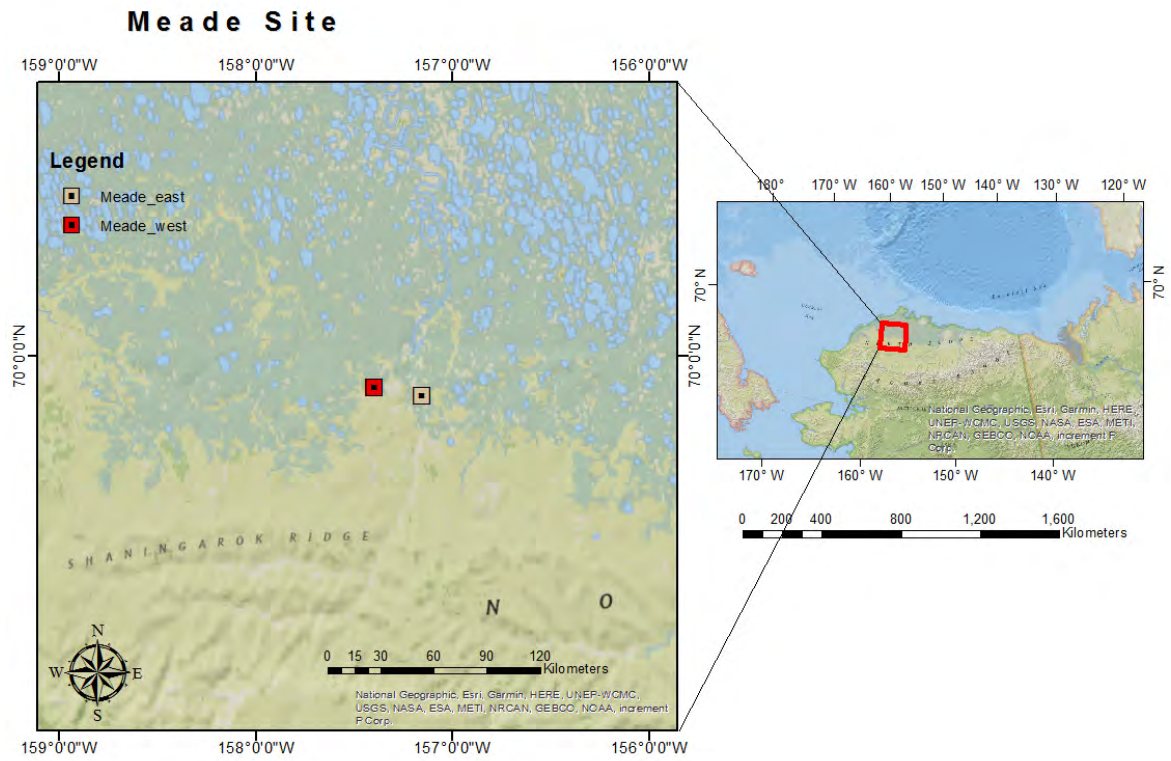 Meade Site
159°0'0"W 158°0'0"W 157°0'0"W 156°0'0"W
Legend
Meade_east
Meade_west
70°0'0"N
70°0'0"N
SHANINGAROK RIDGE
N O
N
W E
S
0 15 30 60 90 120
Kilometers
National Geographic, Esri, Garmin, HERE, UNEP-WCMC,
USGS, NASA, ESA, METI, NRCAN, GEBCO, NOAA, increment
P Corp.
159°0'0"W 158°0'0"W 157°0'0"W 156°0'0"W
180° 170° W 160° W 150° W 140° W 130° W 120° W
70° N
70° N
National Geographic, Esri, Garmin, HERE,
UNEP-WCMC, USGS, NASA, ESA, METI,
NRCAN, GEBCO, NOAA, increment P
Corp.
170° W 160° W 150° W 140° W
0 200 400 800 1,200 1,600
Kilometers